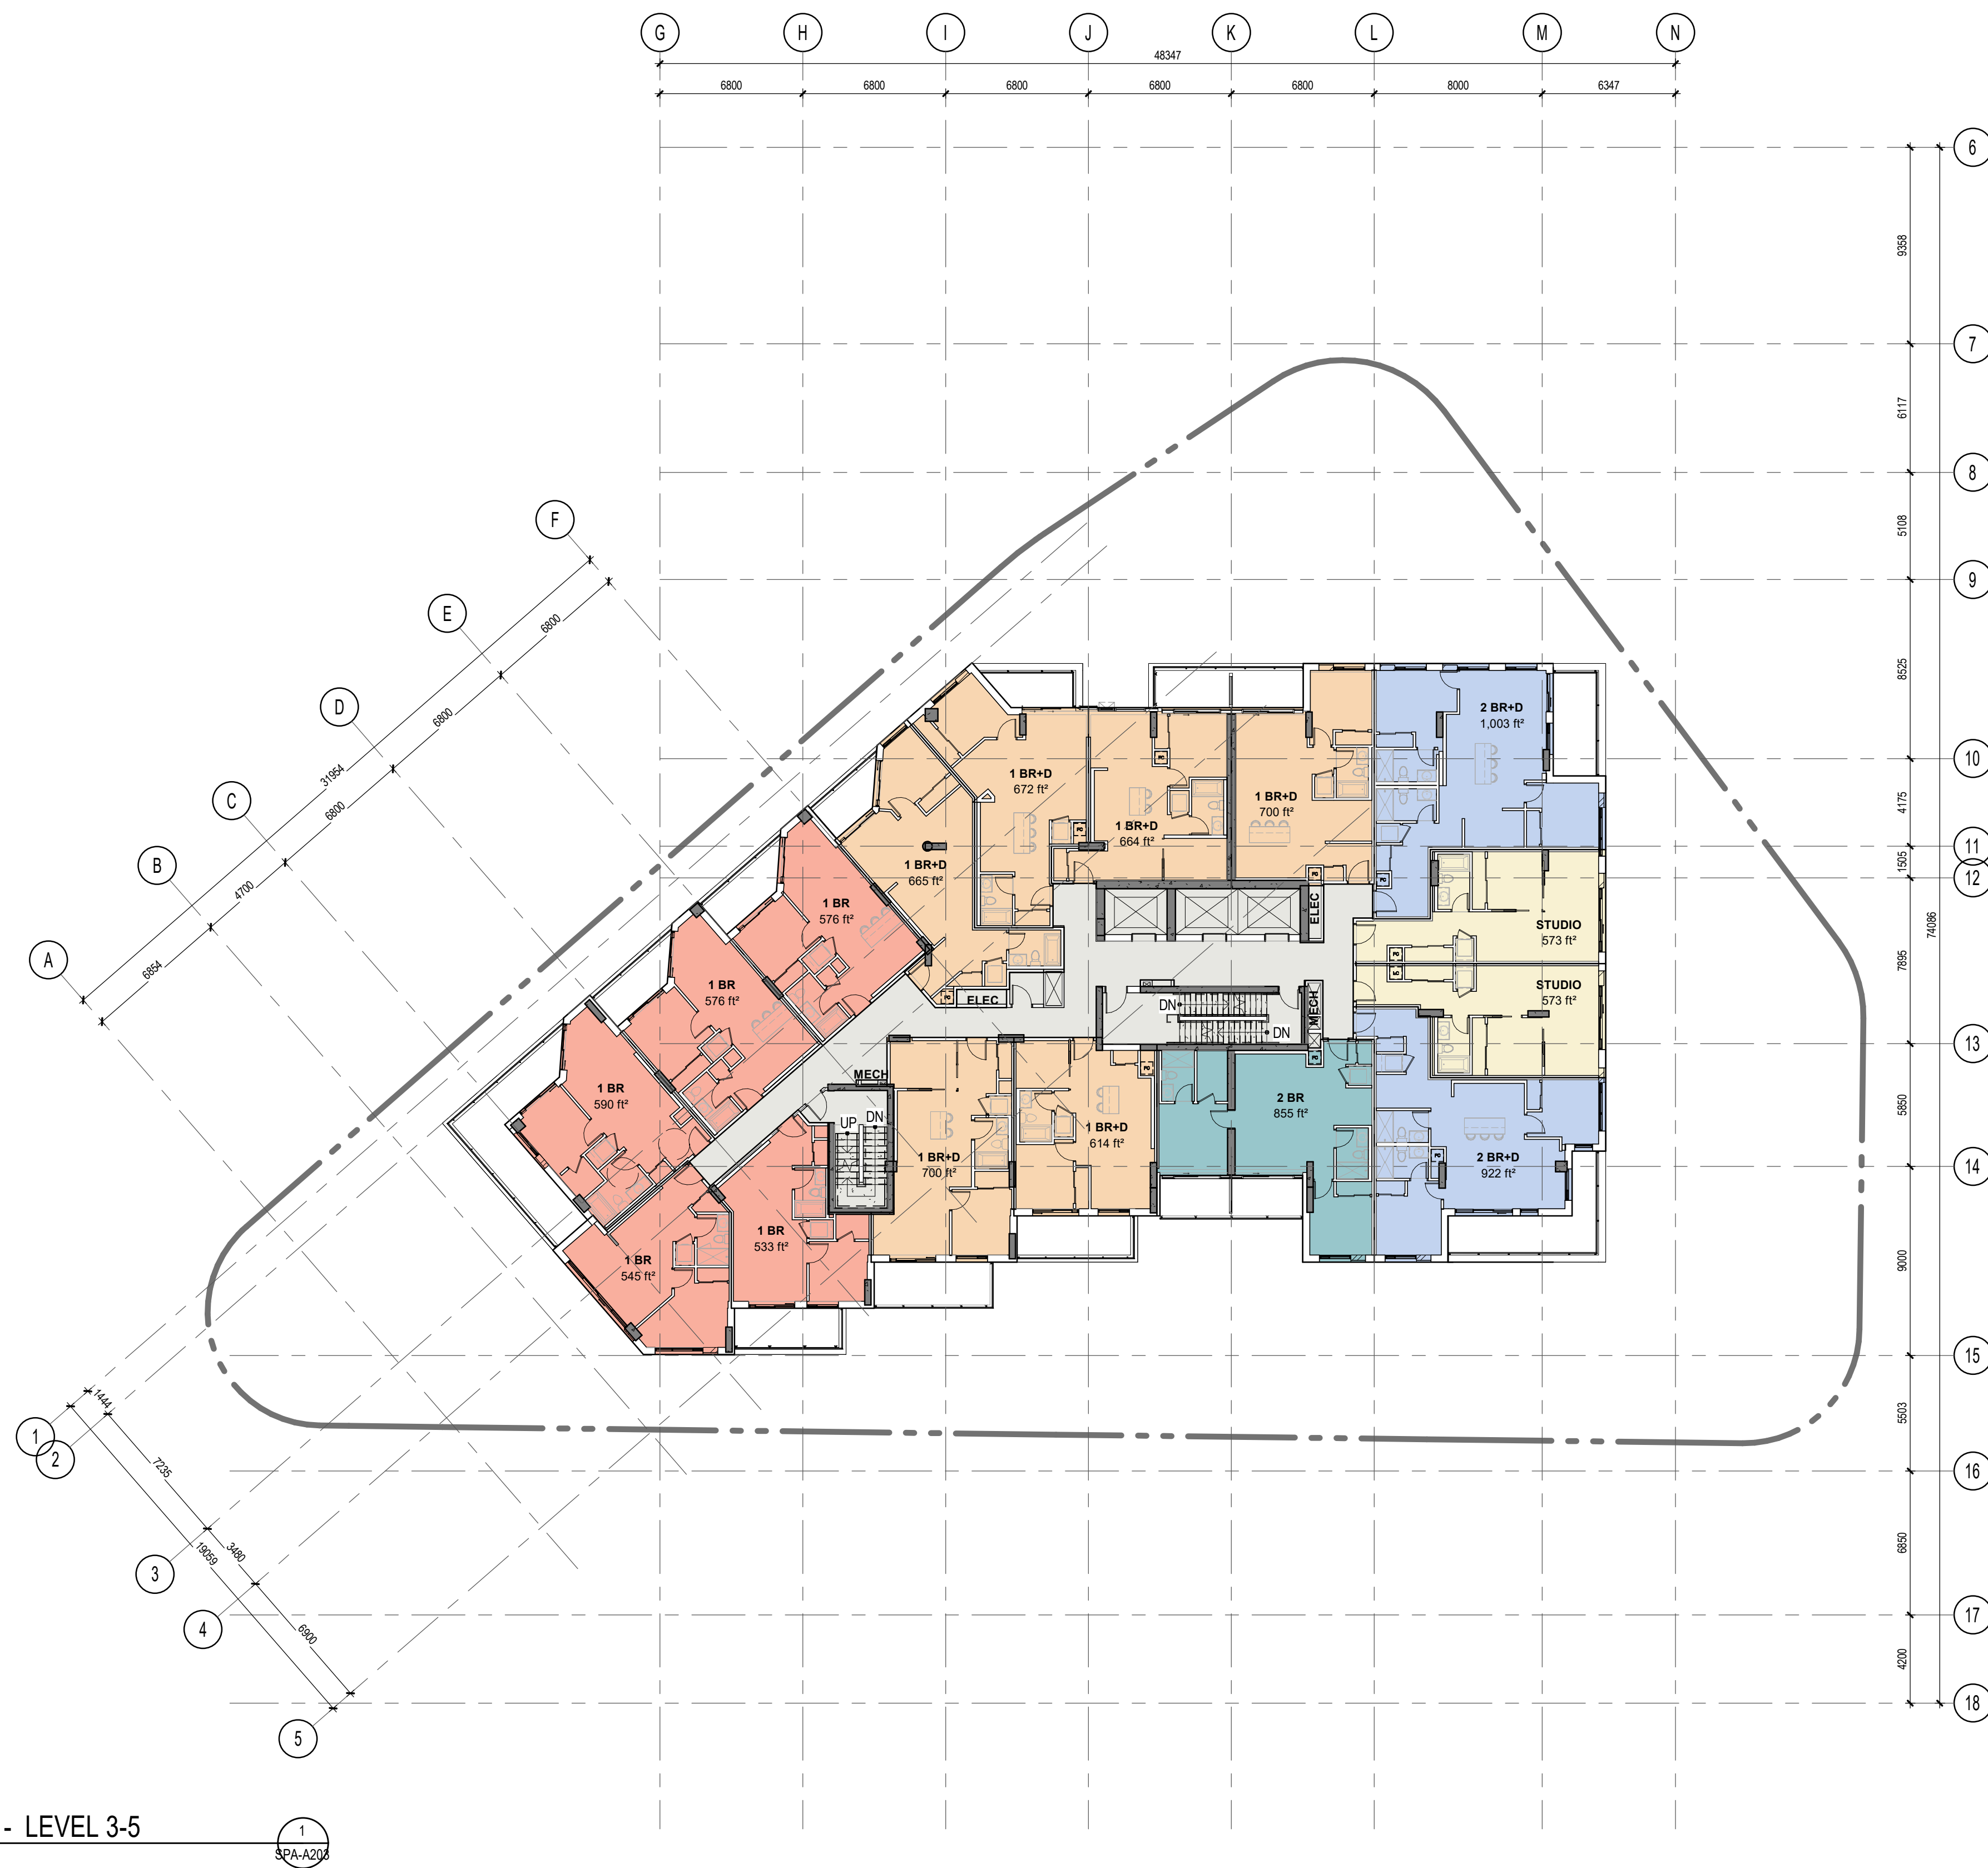 G H I J K L M N
48347
6800 6800 6800 6800 6800 8000 6347
6
9358
7
6117
8
5108
F
9
E
6800
8525
D
6800
2 BR+D
1,003 ft²
10
31954
1 BR+D
672 ft²
C
6800
1 BR+D
700 ft²
4175
1 BR+D
664 ft²
11
B
1 BR+D
665 ft²
1505
12
4700
1 BR
576 ft²
ELEC
STUDIO
573 ft²
74086
A
6854
7895
1 BR
576 ft²
STUDIO
573 ft²
ELEC
DN
MECH
DN
13
MECH
1 BR
590 ft²
2 BR
855 ft²
5850
UP DN
1 BR+D
614 ft²
1 BR+D
700 ft²
2 BR+D
922 ft²
14
1 BR
533 ft²
1 BR
545 ft²
9000
15
1444
1
2
5503
7235
16
3480
19059
3
6850
4
6900
17
4200
5
18
- LEVEL 3-5
1
SPA-A203